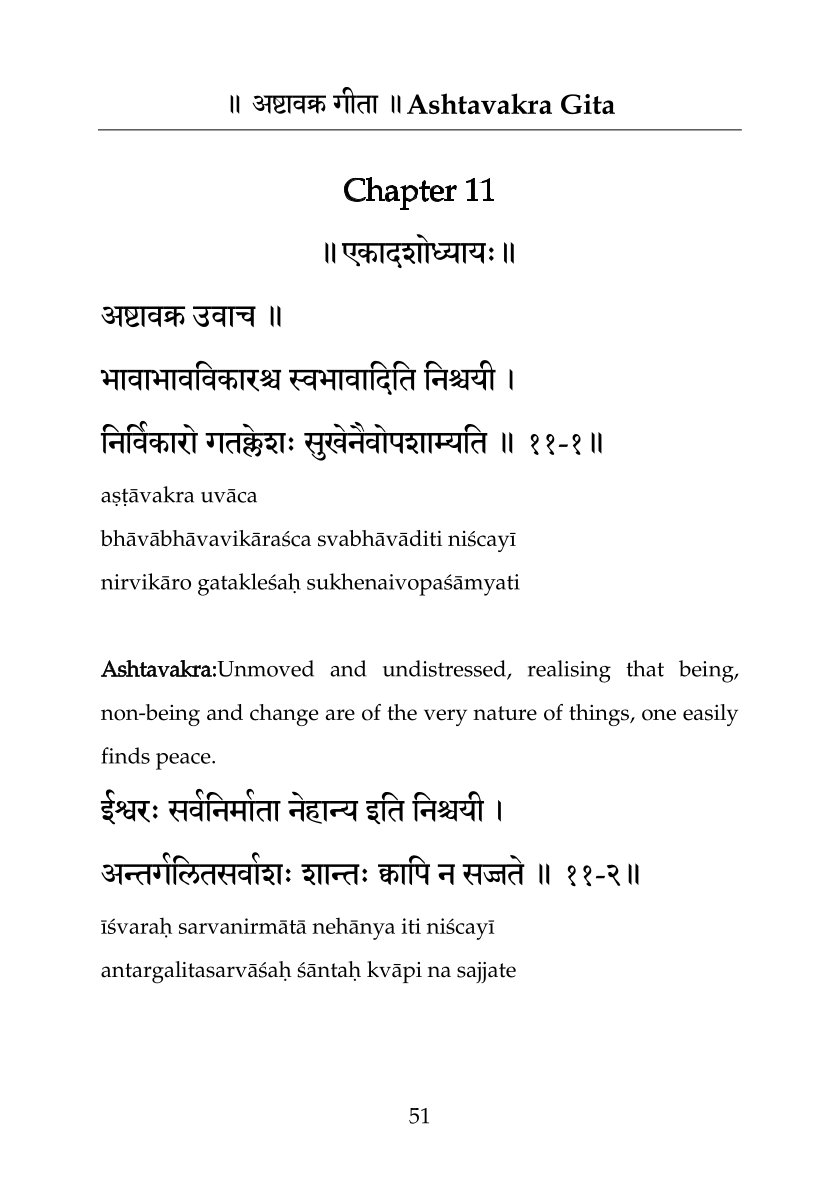 ॥ अष्टावक्र गीता ॥ Ashtavakra Gita
Chapter 11
॥ एकादशोध्यायः ॥
अष्टावक्र उवाच ॥
भावाभावविकारश्च स्वभावादिति निश्चयी ।
निर्विकारो गतक्लेशः सुखेनैवोपशाम्यति ॥ ११-१॥
aṣṭāvakra uvāca
bhāvābhāvavikāraśca svabhāvāditi niścayī
nirvikāro gatakleśaḥ sukhenaivopaśāmyati
Ashtavakra:Unmoved and undistressed, realising that being,
non-being and change are of the very nature of things, one easily
finds peace.
ईश्वरः सर्वनिर्माता नेहान्य इति निश्चयी ।
अन्तर्गलितसर्वाशः शान्तः क्वापि न सज्जते ॥ ११-२॥
īśvaraḥ sarvanirmātā nehānya iti niścayī
antargalitasarvāśaḥ śāntaḥ kvāpi na sajjate
51